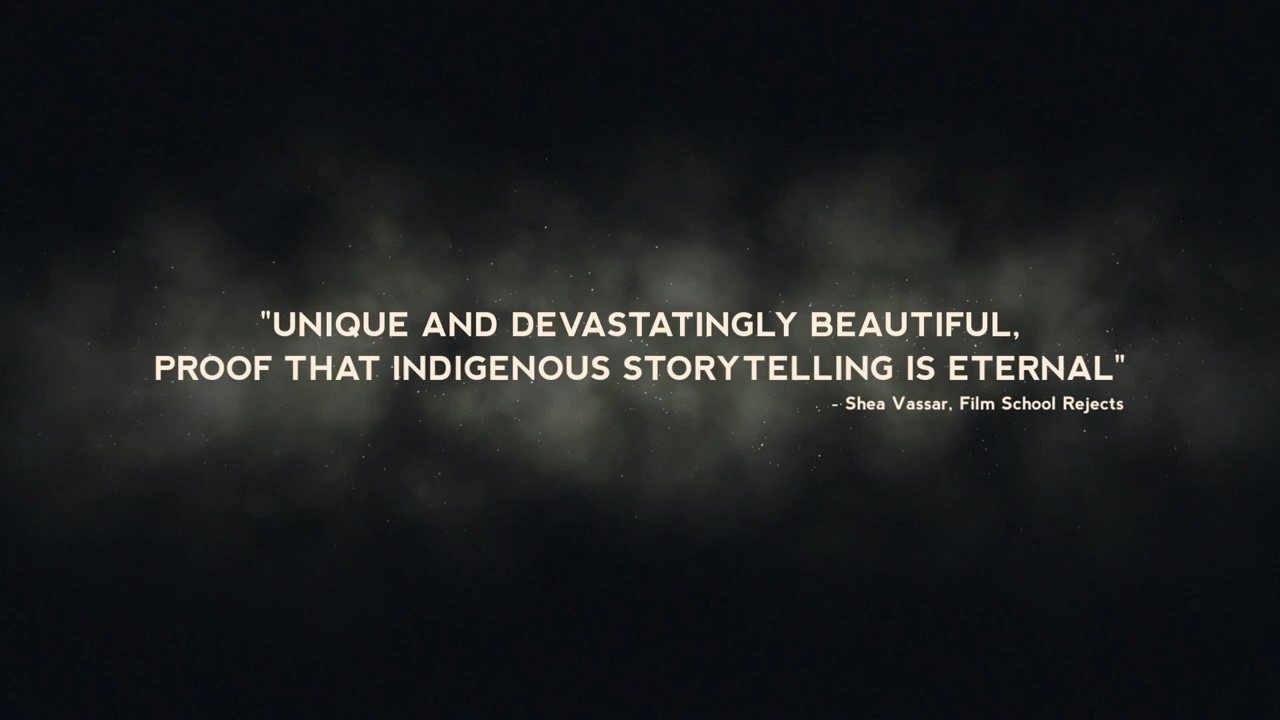 "UNIQUE AND DEVASTATINGLY BEAUTIFUL,
PROOF THAT INDIGENOUS STORYTELLING IS ETERNAL"
- Shea Vassar, Film School Rejects